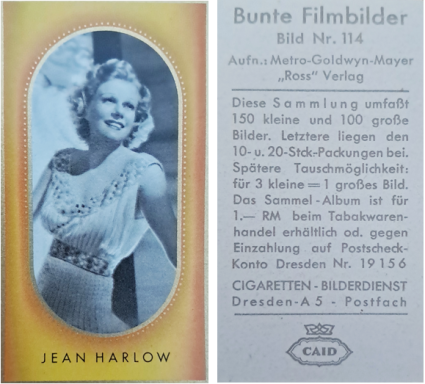 JEAN HARLOW
Bunte Filmbilder
Bild Nr. 114
Aufn.: Metro-Goldwyn-Mayer
„Ross" Verlag
Diese Sammlung umfaßt
150 kleine und 100 große
Bilder. Letztere liegen den
10- u. 20-Stck-Packungen bei.
Spätere Tauschmöglichkeit:
für 3 kleine = 1 großes Bild.
Das Sammel-Album ist für
1.— RM beim Tabakwaren-
handel erhältlich od. gegen
Einzahlung auf Postscheck-
Konto Dresden Nr. 19156
CIGARETTEN-BILDERDIENST
Dresden-A 5 - Postfach
CAID